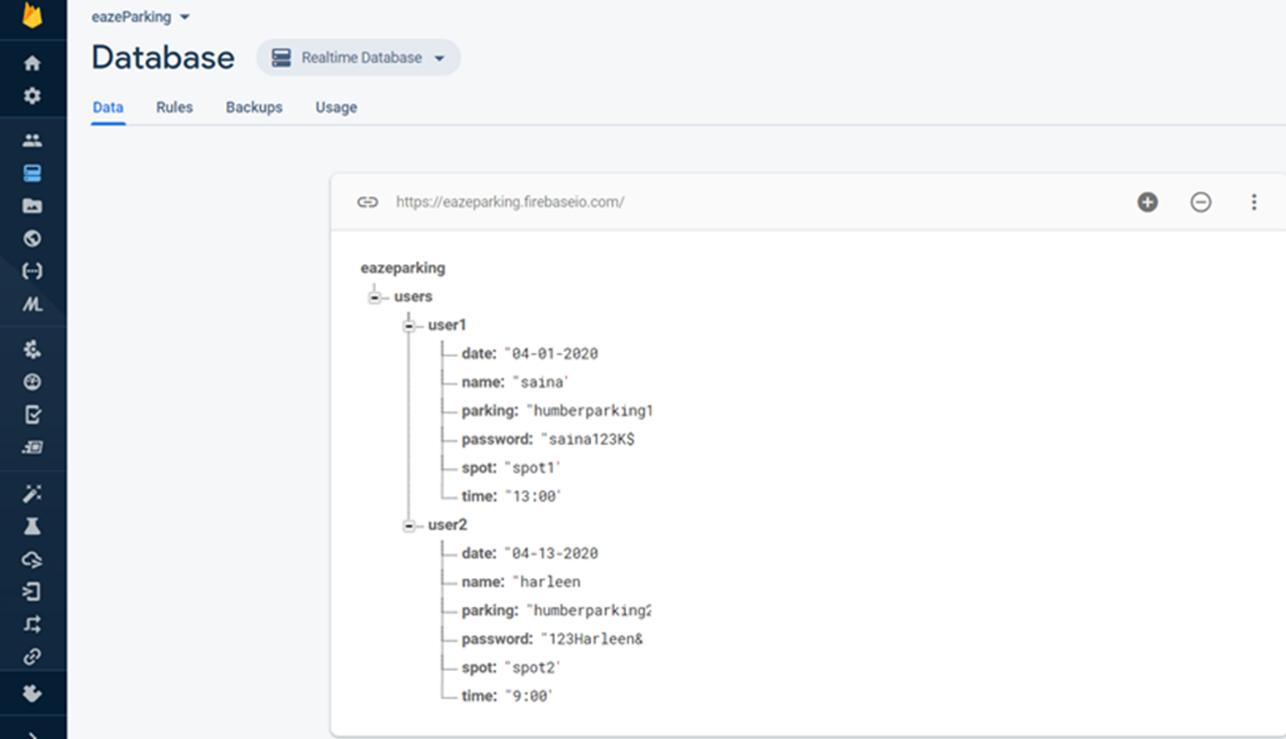 eazeParking
Database Realtime Database
Data Rules Backups Usage
https://eazeparking.firebaseio.com/
eazeparking
users
user1
date: "04-01-2020
name: "saina'
parking: "humberparking1
password: "saina123K$
spot: "spot1'
time: "13:00'
user2
date: "04-13-2020
name: "harleen
parking: "humberparking2
password: "123Harleen&
spot: "spot2'
time: "9:00'